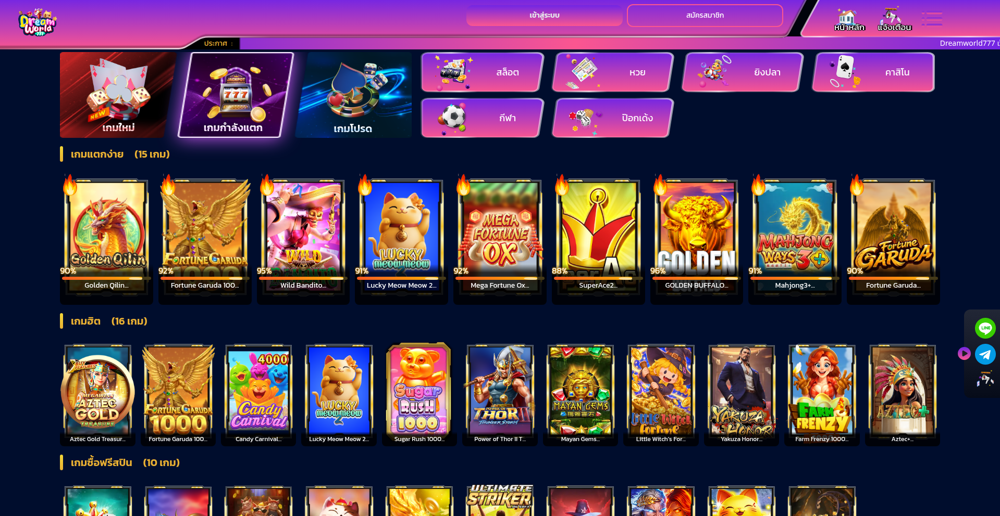 Dream
World
777
เข้าสู่ระบบ
สมัครสมาชิก
หน้าหลัก
แจ้งเตือน
ประกาศ :
Dreamworld777
NEW
เกมใหม่
JACKPOT
777
เกมกำลังแตก
เกมโปรด
สล็อต
หวย
ยิงปลา
คาสิโน
กีฬา
ป๊อกเด้ง
เกมแตกง่าย (15 เกม)
Golden Qilin
90%
Golden Qilin...
FORTUNE GARUDA
1000
92%
Fortune Garuda 100...
WILD
BANDITO
95%
Wild Bandito...
LUCKY
meow meow
2
91%
Lucky Meow Meow 2...
MEGA
FORTUNE
OX
92%
Mega Fortune Ox...
88%
SuperAce2...
GOLDEN
BUFFALO
96%
GOLDEN BUFFALO...
MAHJONG
WAYS 3+
91%
Mahjong3+...
Fortune
GARUDA
90%
Fortune Garuda...
เกมฮิต (16 เกม)
BUY
FEATURES
MEGAWINS
AZTEC
GOLD
TREASURE
Aztec Gold Treasur...
FORTUNE GARUDA
1000
Fortune Garuda 100...
4000
Candy
Carnival
Candy Carnival...
LUCKY
meow meow
2
Lucky Meow Meow 2...
Sugar
RUSH
1000
Sugar Rush 1000...
POWER OF
THOR II
THUNDER STORM
Power of Thor II T...
MAYAN GEMS
瑪雅寶石
Mayan Gems...
Little Witch
fortune
Little Witch's For...
YAKUZA
HONOR
Yakuza Honor...
FARM
FRENZY
Farm Frenzy 1000...
AZTEC+
Aztec+...
LINE
เกมซื้อฟรีสปิน (10 เกม)
ULTIMATE
STRIKER
PG SOFT